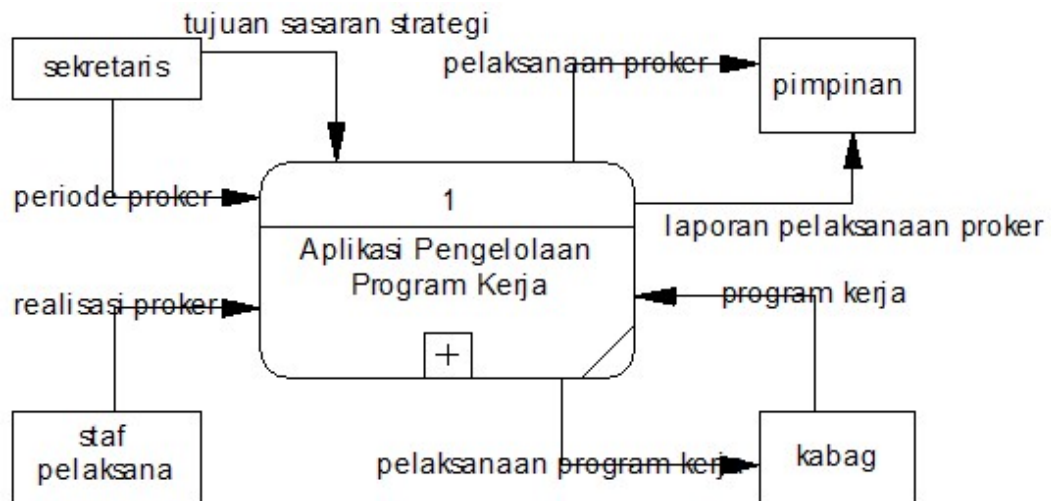 tujuan sasaran strategi
sekretaris
pelaksanaan proker
pimpinan
periode proker
1
laporan pelaksanaan proker
Aplikasi Pengelolaan
Program Kerja
realisasi proker
program kerja
+
staf
pelaksana
pelaksanaan program kerja
kabag